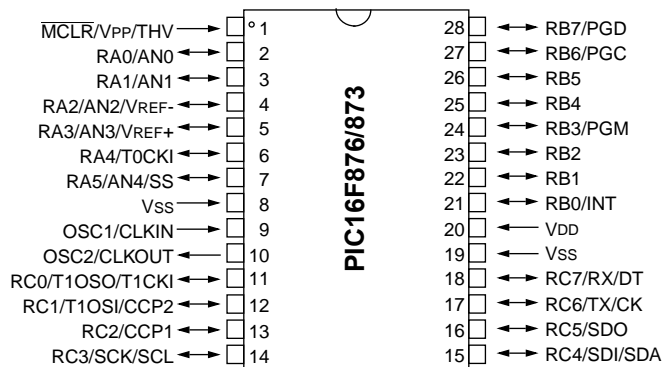 MCLR/VPP/THV 1
RA0/AN0 2
RA1/AN1 3
RA2/AN2/VREF- 4
RA3/AN3/VREF+ 5
RA4/T0CKI 6
RA5/AN4/SS 7
VSS 8
OSC1/CLKIN 9
OSC2/CLKOUT 10
RC0/T1OSO/T1CKI 11
RC1/T1OSI/CCP2 12
RC2/CCP1 13
RC3/SCK/SCL 14
PIC16F876/873
28 RB7/PGD
27 RB6/PGC
26 RB5
25 RB4
24 RB3/PGM
23 RB2
22 RB1
21 RB0/INT
20 VDD
19 VSS
18 RC7/RX/DT
17 RC6/TX/CK
16 RC5/SDO
15 RC4/SDI/SDA